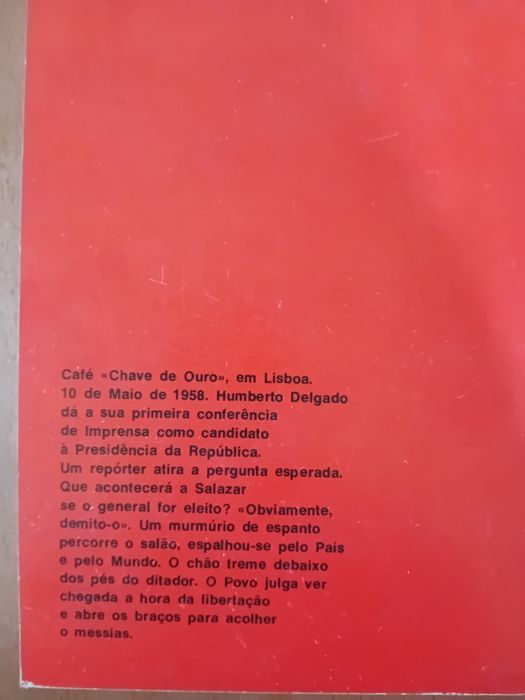 Café «Chave de Ouro», em Lisboa.
10 de Maio de 1958. Humberto Delgado
dá a sua primeira conferência
de Imprensa como candidato
à Presidência da República.
Um repórter atira a pergunta esperada.
Que acontecerá a Salazar
se o general for eleito? «Obviamente,
demito-o». Um murmúrio de espanto
percorre o salão, espalhou-se pelo País
e pelo Mundo. O chão treme debaixo
dos pés do ditador. O Povo julga ver
chegada a hora da libertação
e abre os braços para acolher
o messias.